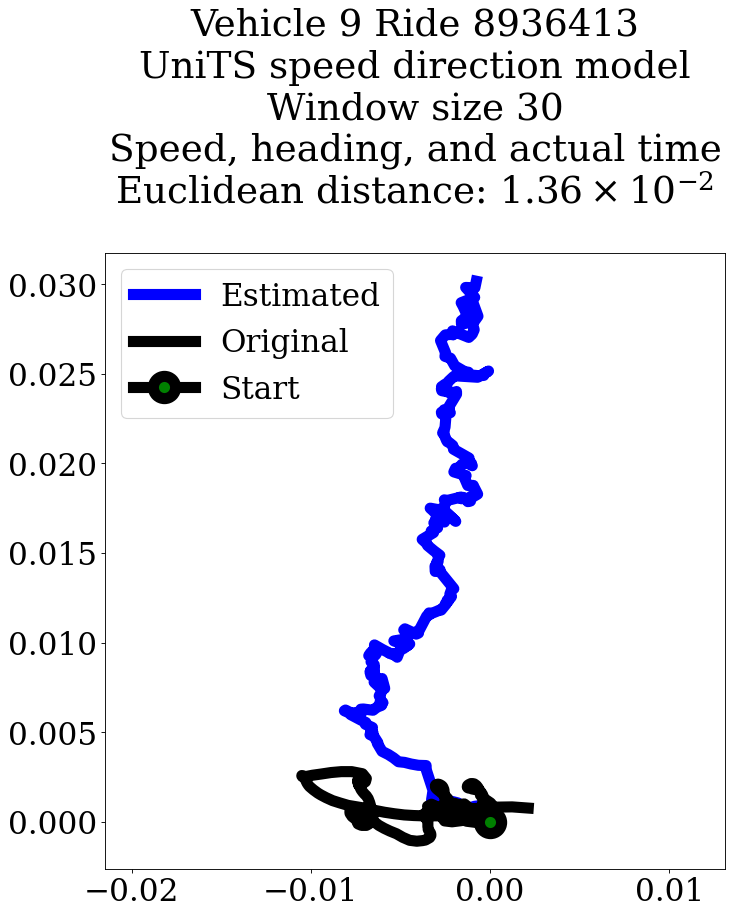 Vehicle 9 Ride 8936413
UniTS speed direction model
Window size 30
Speed, heading, and actual time
Euclidean distance: 1.36 × 10⁻²
Estimated
Original
Start
0.030
0.025
0.020
0.015
0.010
0.005
0.000
−0.02
−0.01
0.00
0.01